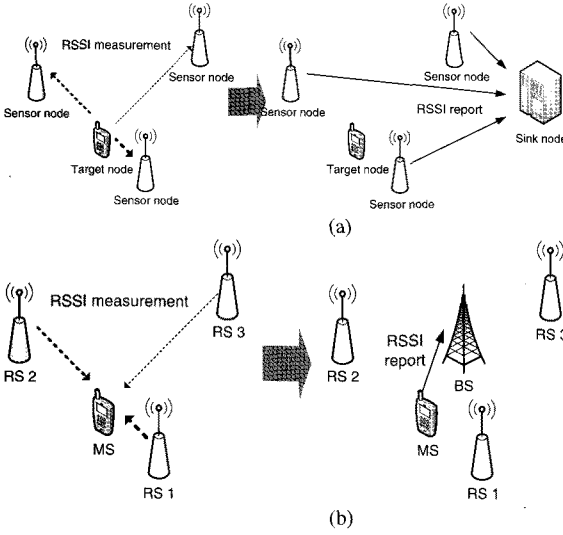 RSSI measurement
Sensor node
Sensor node
Target node
Sensor node
Sensor node
Sensor node
RSSI report
Sink node
Target node
Sensor node
(a)
RSSI measurement
RS 2
RS 3
MS
RS 1
RS 2
RSSI
report
BS
RS 3
MS
RS 1
(b)